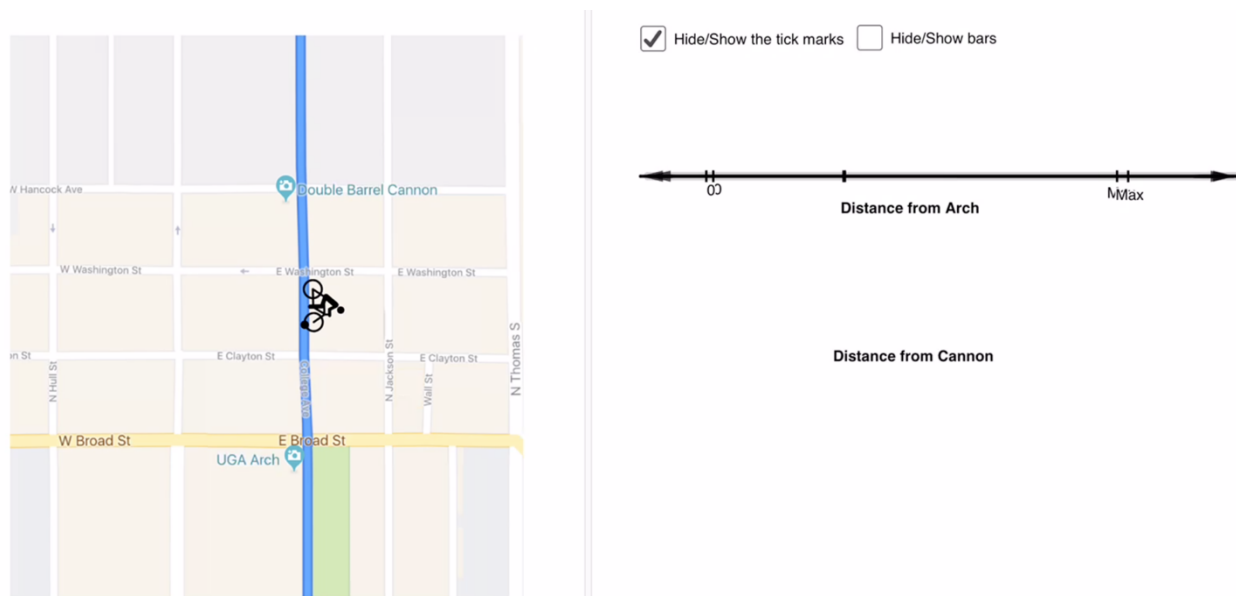 Hide/Show the tick marks
Hide/Show bars
Double Barrel Cannon
W Hancock Ave
W Washington St
E Washington St
E Washington St
E Clayton St
E Clayton St
N Hull St
N Jackson St
Wall St
N Thomas S
W Broad St
E Broad St
UGA Arch
0
Max
Distance from Arch
Distance from Cannon